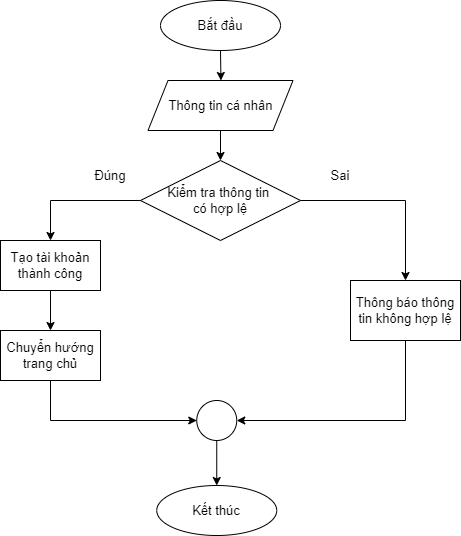 Bắt đầu
Thông tin cá nhân
Đúng
Sai
Kiểm tra thông tin
có hợp lệ
Tạo tài khoản
thành công
Thông báo thông
tin không hợp lệ
Chuyển hướng
trang chủ
Kết thúc